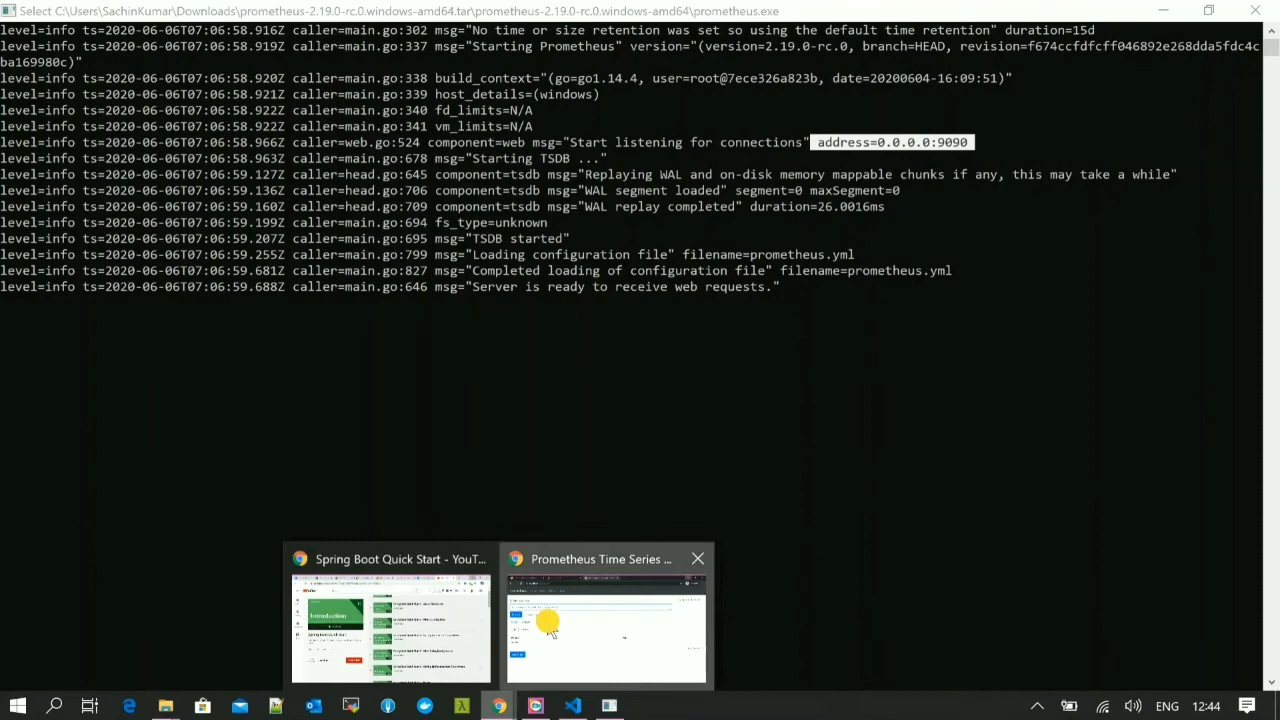 Select C:\Users\SachinKumar\Downloads\prometheus-2.19.0-rc.0.windows-amd64.tar\prometheus-2.19.0-rc.0.windows-amd64\prometheus.exe
level=info ts=2020-06-06T07:06:58.916Z caller=main.go:302 msg="No time or size retention was set so using the default time retention" duration=15d
level=info ts=2020-06-06T07:06:58.919Z caller=main.go:337 msg="Starting Prometheus" version="(version=2.19.0-rc.0, branch=HEAD, revision=f674ccfdfcff046892e268dda5fdc4c
ba169980c)"
level=info ts=2020-06-06T07:06:58.920Z caller=main.go:338 build_context="(go=go1.14.4, user=root@7ece326a823b, date=20200604-16:09:51)"
level=info ts=2020-06-06T07:06:58.921Z caller=main.go:339 host_details=(windows)
level=info ts=2020-06-06T07:06:58.922Z caller=main.go:340 fd_limits=N/A
level=info ts=2020-06-06T07:06:58.922Z caller=main.go:341 vm_limits=N/A
level=info ts=2020-06-06T07:06:58.962Z caller=web.go:524 component=web msg="Start listening for connections" address=0.0.0.0:9090
level=info ts=2020-06-06T07:06:58.963Z caller=main.go:678 msg="Starting TSDB ..."
level=info ts=2020-06-06T07:06:59.127Z caller=head.go:645 component=tsdb msg="Replaying WAL and on-disk memory mappable chunks if any, this may take a while"
level=info ts=2020-06-06T07:06:59.136Z caller=head.go:706 component=tsdb msg="WAL segment loaded" segment=0 maxSegment=0
level=info ts=2020-06-06T07:06:59.160Z caller=head.go:709 component=tsdb msg="WAL replay completed" duration=26.0016ms
level=info ts=2020-06-06T07:06:59.199Z caller=main.go:694 fs_type=unknown
level=info ts=2020-06-06T07:06:59.207Z caller=main.go:695 msg="TSDB started"
level=info ts=2020-06-06T07:06:59.255Z caller=main.go:799 msg="Loading configuration file" filename=prometheus.yml
level=info ts=2020-06-06T07:06:59.681Z caller=main.go:827 msg="Completed loading of configuration file" filename=prometheus.yml
level=info ts=2020-06-06T07:06:59.688Z caller=main.go:646 msg="Server is ready to receive web requests."
Spring Boot Quick Start - YouT...
Prometheus Time Series ...
Introduction
ENG
12:44